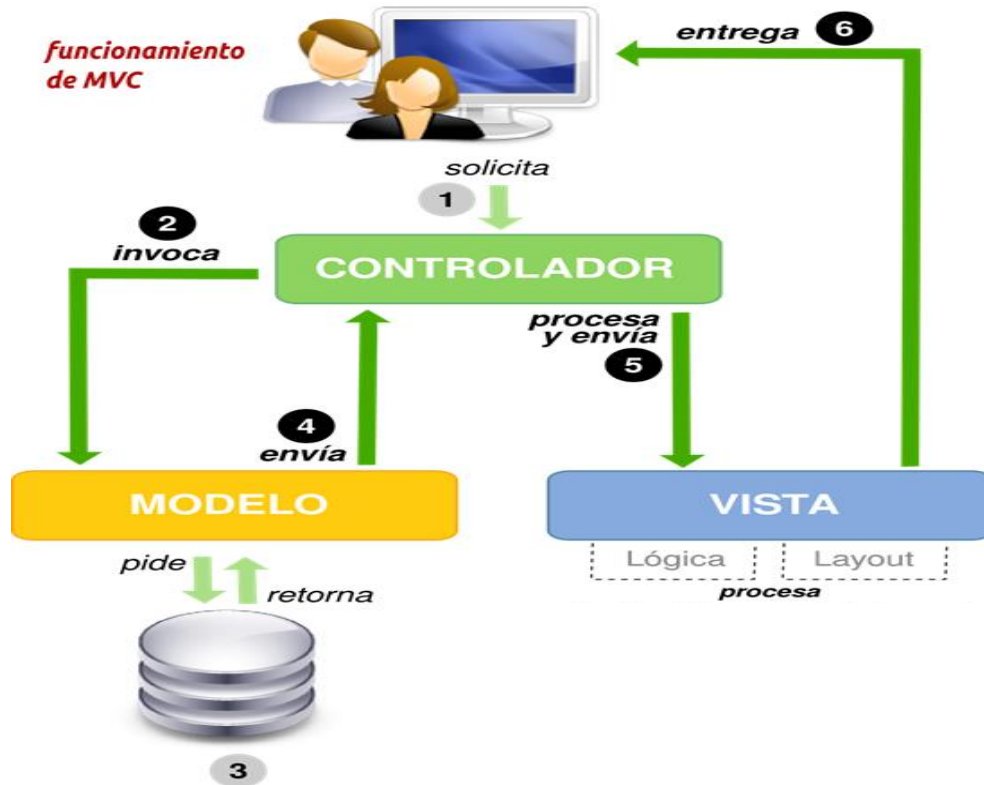 funcionamiento
de MVC
entrega 6
solicita
1
2
invoca
CONTROLADOR
procesa
y envía
5
4
envía
MODELO
VISTA
Lógica
Layout
procesa
pide
retorna
3